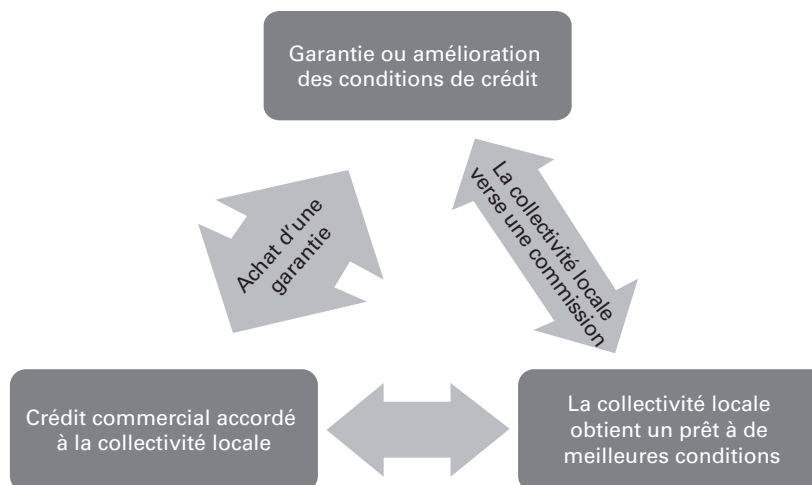 Garantie ou amélioration
des conditions de crédit
Achat d'une
garantie
La collectivité locale
verse une commission
Crédit commercial accordé
à la collectivité locale
La collectivité locale
obtient un prêt à de
meilleures conditions